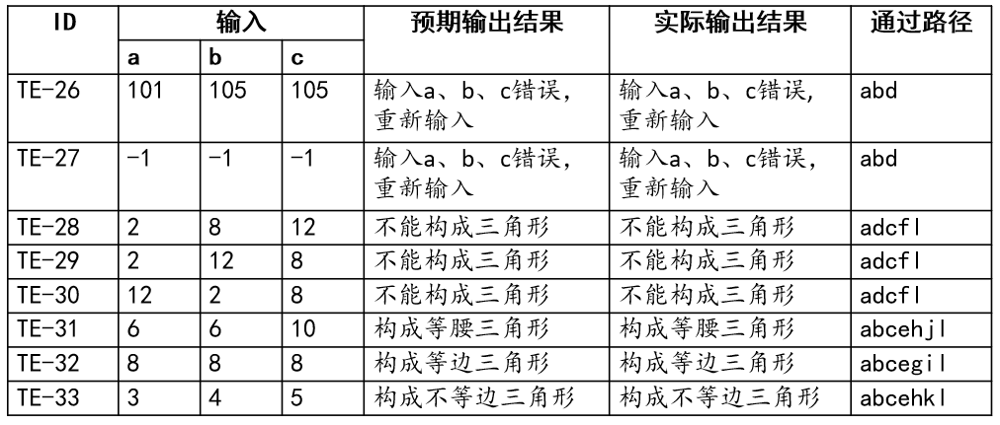 ID 输入 预期输出结果 实际输出结果 通过路径
a b c
TE-26 101 105 105 输入a、b、c错误， 输入a、b、c错误, abd
重新输入 重新输入
TE-27 -1 -1 -1 输入a、b、c错误， 输入a、b、c错误， abd
重新输入 重新输入
TE-28 2 8 12 不能构成三角形 不能构成三角形 adcfl
TE-29 2 12 8 不能构成三角形 不能构成三角形 adcfl
TE-30 12 2 8 不能构成三角形 不能构成三角形 adcfl
TE-31 6 6 10 构成等腰三角形 构成等腰三角形 abcehjl
TE-32 8 8 8 构成等边三角形 构成等边三角形 abcegil
TE-33 3 4 5 构成不等边三角形 构成不等边三角形 abcehkl